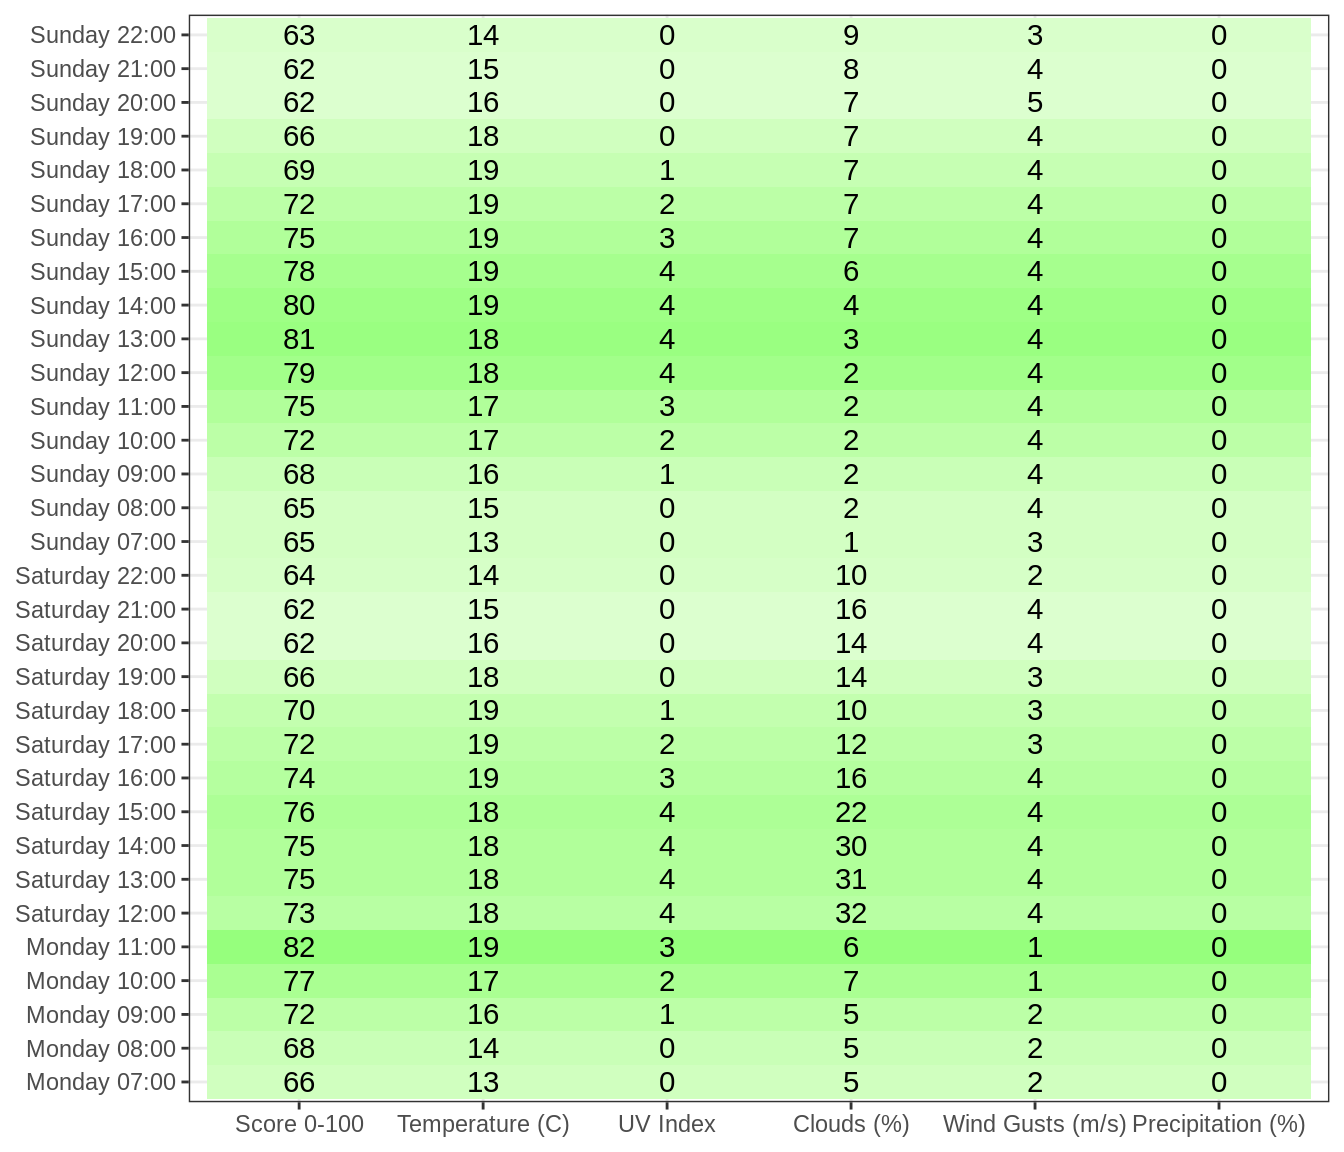 Sunday 22:00 63 14 0 9 3 0
Sunday 21:00 62 15 0 8 4 0
Sunday 20:00 62 16 0 7 5 0
Sunday 19:00 66 18 0 7 4 0
Sunday 18:00 69 19 1 7 4 0
Sunday 17:00 72 19 2 7 4 0
Sunday 16:00 75 19 3 7 4 0
Sunday 15:00 78 19 4 6 4 0
Sunday 14:00 80 19 4 4 4 0
Sunday 13:00 81 18 4 3 4 0
Sunday 12:00 79 18 4 2 4 0
Sunday 11:00 75 17 3 2 4 0
Sunday 10:00 72 17 2 2 4 0
Sunday 09:00 68 16 1 2 4 0
Sunday 08:00 65 15 0 2 4 0
Sunday 07:00 65 13 0 1 3 0
Saturday 22:00 64 14 0 10 2 0
Saturday 21:00 62 15 0 16 4 0
Saturday 20:00 62 16 0 14 4 0
Saturday 19:00 66 18 0 14 3 0
Saturday 18:00 70 19 1 10 3 0
Saturday 17:00 72 19 2 12 3 0
Saturday 16:00 74 19 3 16 4 0
Saturday 15:00 76 18 4 22 4 0
Saturday 14:00 75 18 4 30 4 0
Saturday 13:00 75 18 4 31 4 0
Saturday 12:00 73 18 4 32 4 0
Monday 11:00 82 19 3 6 1 0
Monday 10:00 77 17 2 7 1 0
Monday 09:00 72 16 1 5 2 0
Monday 08:00 68 14 0 5 2 0
Monday 07:00 66 13 0 5 2 0
Score 0-100 Temperature (C) UV Index Clouds (%) Wind Gusts (m/s) Precipitation (%)